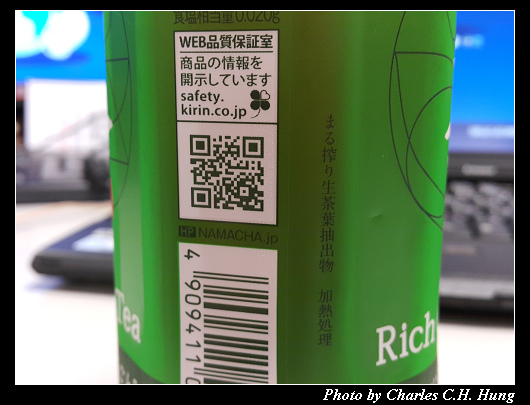 食塩相当量 0.020g
WEB品質保証室
商品の情報を
開示しています
safety.
kirin.co.jp
HP NAMACHA.jp
4 909411 0
まる搾り生茶葉抽出物 加熱処理
Tea
Rich
Photo by Charles C.H. Hung